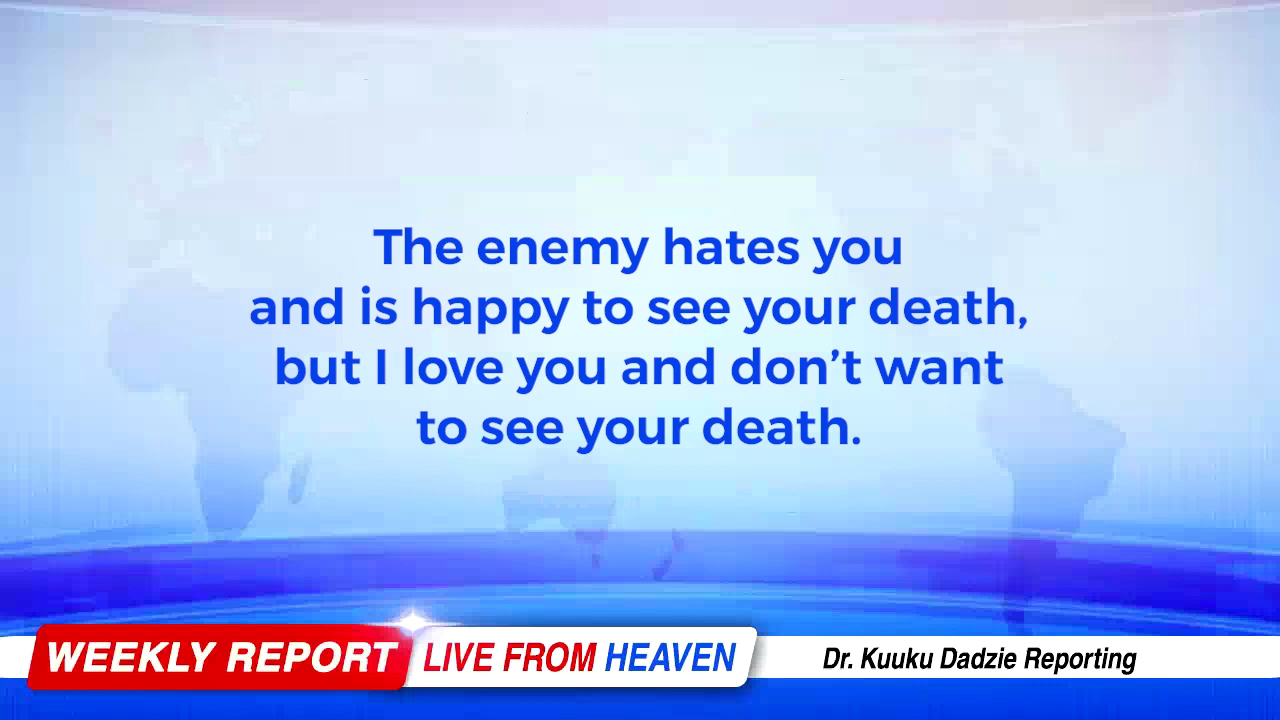 The enemy hates you
and is happy to see your death,
but I love you and don’t want
to see your death.
WEEKLY REPORT LIVE FROM HEAVEN Dr. Kuuku Dadzie Reporting